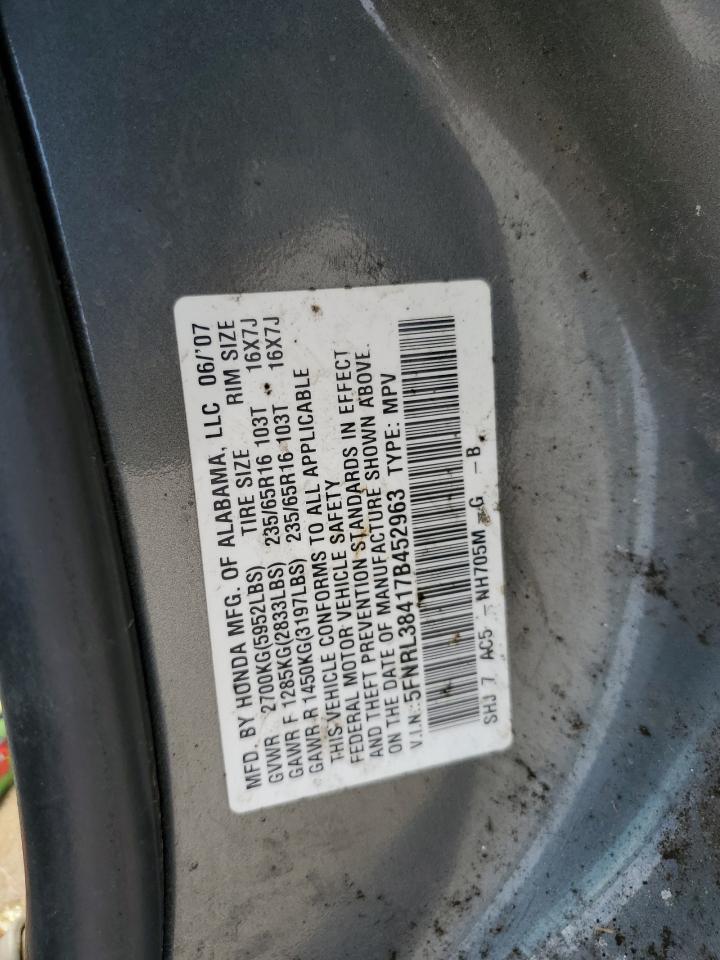 MFD. BY HONDA MFG. OF ALABAMA, LLC 06/'07
TIRE SIZE RIM SIZE
GVWR 2700KG(5952LBS)
GAWR F 1285KG(2833LBS) 235/65R16 103T 16X7J
GAWR R 1450KG(3197LBS) 235/65R16 103T 16X7J
THIS VEHICLE CONFORMS TO ALL APPLICABLE
FEDERAL MOTOR VEHICLE SAFETY
AND THEFT PREVENTION STANDARDS IN EFFECT
ON THE DATE OF MANUFACTURE SHOWN ABOVE.
V.I.N.: 5FNRL38417B452963 TYPE: MPV
SHJ 7 AC5 - NH705M - G - B